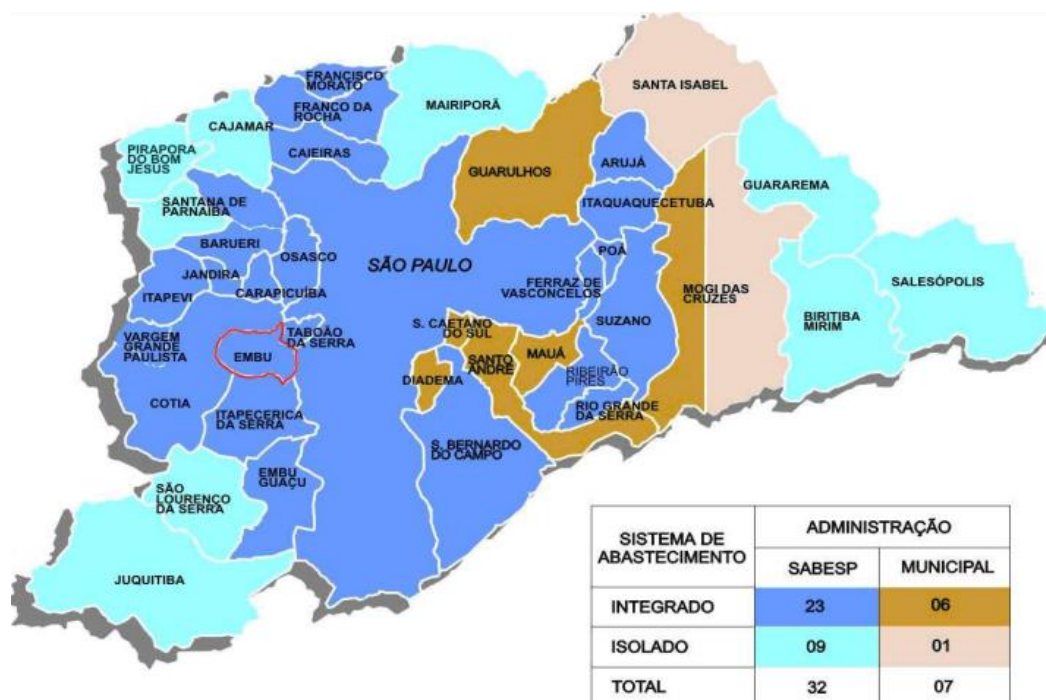 FRANCISCO
MORATO
FRANCO DA
ROCHA
MAIRIPORÃ
SANTA ISABEL
CAJAMAR
PIRAPORA
DO BOM
JESUS
CAIEIRAS
GUARULHOS
ARUJÁ
GUARAREMA
SANTANA DE
PARNAIBA
ITAQUAQUECETUBA
BARUERI
OSASCO
POÁ
SÃO PAULO
JANDIRA
FERRAZ DE
VASCONCELOS
SALESÓPOLIS
ITAPEVI
CARAPICUÍBA
MOGI DAS
CRUZES
BIRITIBA
MIRIM
SUZANO
S. CAETANO
DO SUL
VARGEM
GRANDE
PAULISTA
TABOÃO
DA SERRA
EMBU
SANTO
ANDRÉ
MAUÁ
RIBEIRÃO
PIRES
DIADEMA
COTIA
ITAPECERICA
DA SERRA
RIO GRANDE
DA SERRA
S. BERNARDO
DO CAMPO
EMBU
GUAÇU
SÃO
LOURENÇO
DA SERRA
JUQUITIBA
SISTEMA DE
ABASTECIMENTO
ADMINISTRAÇÃO
SABESP MUNICIPAL
INTEGRADO 23 06
ISOLADO 09 01
TOTAL 32 07